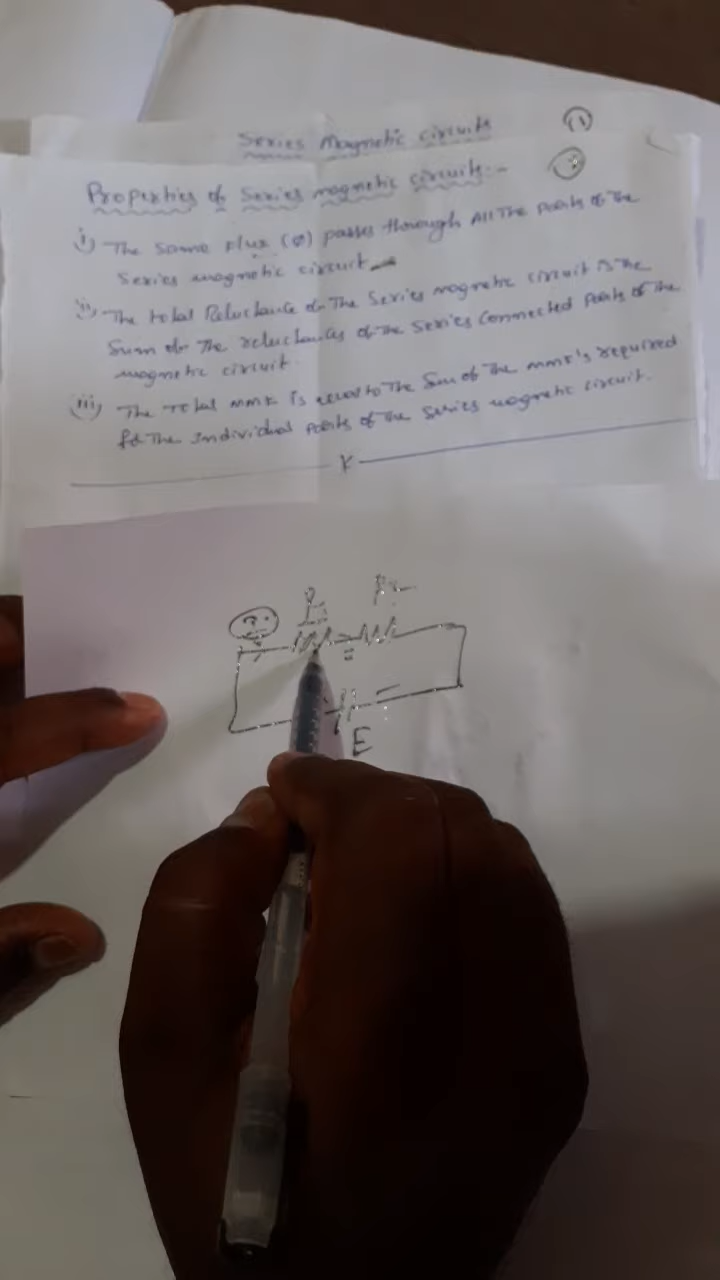 Series Magnetic circuits (1)
Properties of Series magnetic circuits:-
i) The same flux (φ) passes through All The parts of The
Series magnetic circuit
ii) The total Reluctance of The Series magnetic circuit is The
Sum of The reluctances of The Series Connected parts of The
magnetic circuit.
iii) The Total mmf is equal to The Sum of The mmf's required
for The Individual parts of The series magnetic circuit.
E